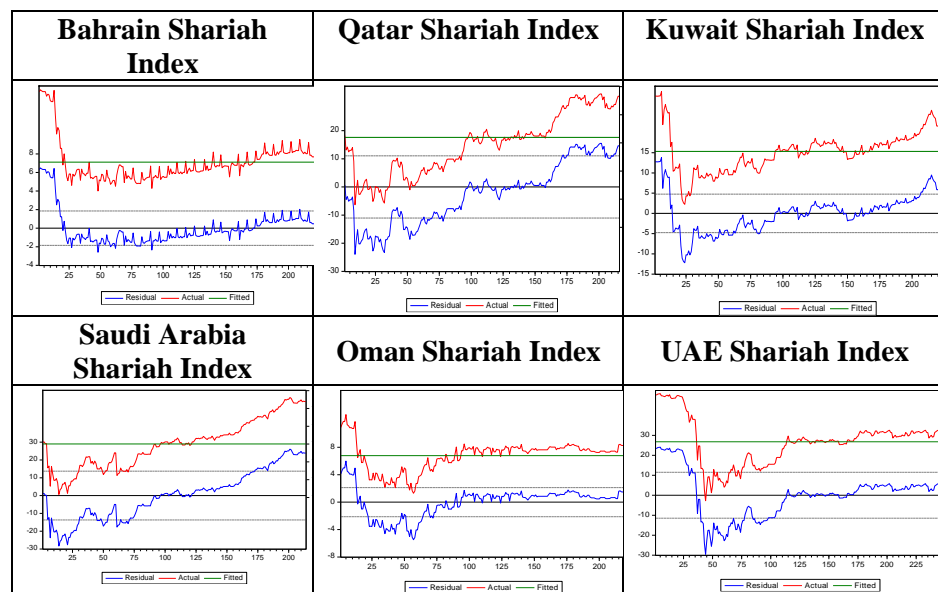 Bahrain Shariah
Index
Qatar Shariah Index
Kuwait Shariah Index
8
6
4
2
0
-2
-4
25 50 75 100 125 150 175 200
Residual Actual Fitted
20
10
0
-10
-20
-30
25 50 75 100 125 150 175 200
Residual Actual Fitted
15
10
5
0
-5
-10
-15
25 50 75 100 125 150 175 200
Residual Actual Fitted
Saudi Arabia
Shariah Index
Oman Shariah Index
UAE Shariah Index
30
20
10
0
-10
-20
-30
25 50 75 100 125 150 175 200
Residual Actual Fitted
8
4
0
-4
-8
25 50 75 100 125 150 175 200
Residual Actual Fitted
30
20
10
0
-10
-20
-30
25 50 75 100 125 150 175 200 225
Residual Actual Fitted